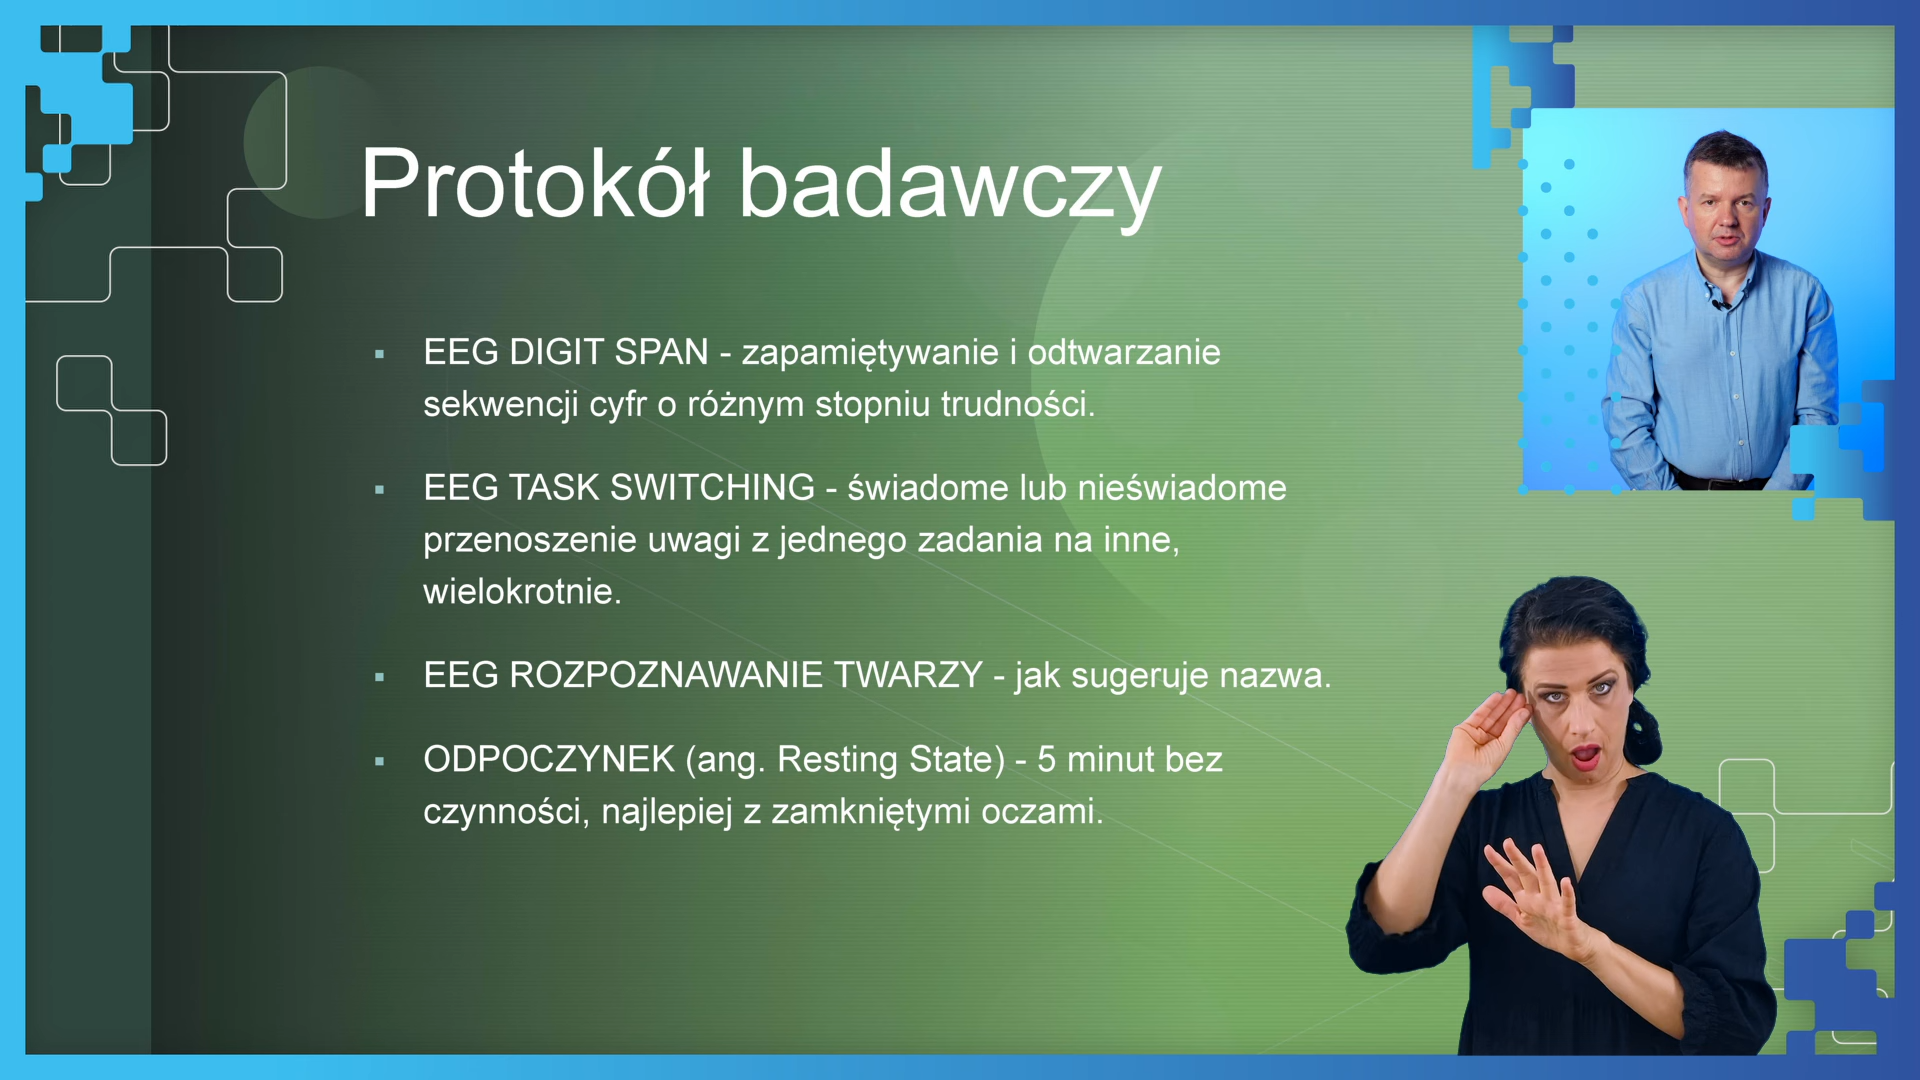 Protokół badawczy
EEG DIGIT SPAN - zapamiętywanie i odtwarzanie
sekwencji cyfr o różnym stopniu trudności.
EEG TASK SWITCHING - świadome lub nieświadome
przenoszenie uwagi z jednego zadania na inne,
wielokrotnie.
EEG ROZPOZNAWANIE TWARZY - jak sugeruje nazwa.
ODPOCZYNEK (ang. Resting State) - 5 minut bez
czynności, najlepiej z zamkniętymi oczami.